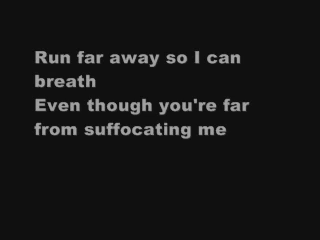 Run far away so I can
breath
Even though you're far
from suffocating me